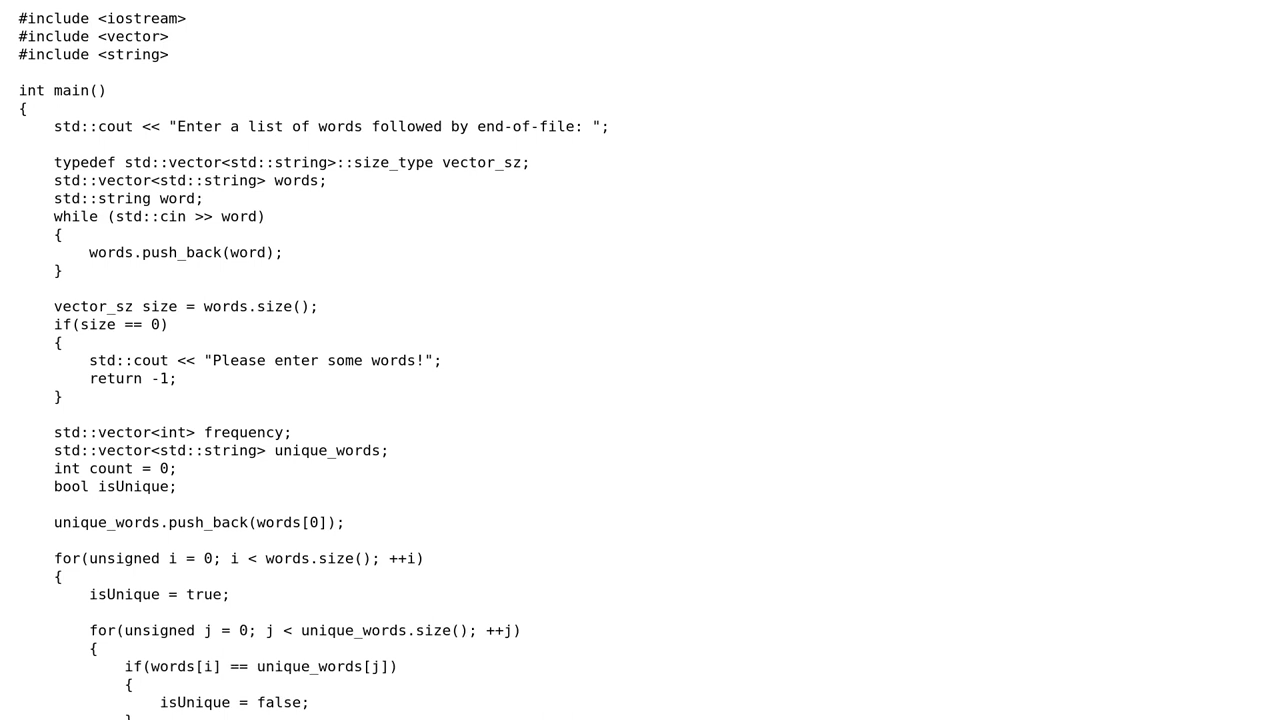 #include <iostream>
#include <vector>
#include <string>

int main()
{
    std::cout << "Enter a list of words followed by end-of-file: ";

    typedef std::vector<std::string>::size_type vector_sz;
    std::vector<std::string> words;
    std::string word;
    while (std::cin >> word)
    {
        words.push_back(word);
    }

    vector_sz size = words.size();
    if(size == 0)
    {
        std::cout << "Please enter some words!";
        return -1;
    }

    std::vector<int> frequency;
    std::vector<std::string> unique_words;
    int count = 0;
    bool isUnique;

    unique_words.push_back(words[0]);

    for(unsigned i = 0; i < words.size(); ++i)
    {
        isUnique = true;

        for(unsigned j = 0; j < unique_words.size(); ++j)
        {
            if(words[i] == unique_words[j])
            {
                isUnique = false;
            }